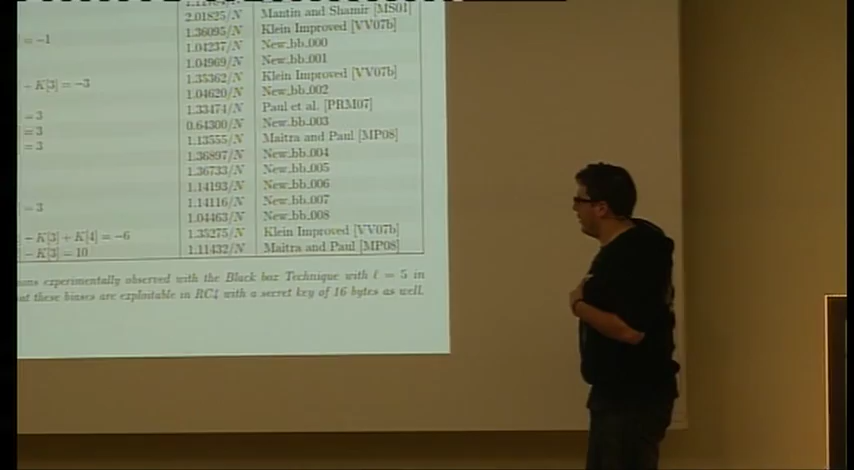 2.01825/N Mantin and Shamir [MS01]
= −1 1.36095/N Klein Improved [VV07b]
1.04237/N New_bb_000
1.04969/N New_bb_001
+ K[3] = −3 1.35362/N Klein Improved [VV07b]
1.04620/N New_bb_002
= 3 1.33474/N Paul et al. [PRM07]
= 3 0.64300/N New_bb_003
= 3 1.13555/N Maitra and Paul [MP08]
1.36897/N New_bb_004
1.36733/N New_bb_005
1.14193/N New_bb_006
= 3 1.14116/N New_bb_007
1.04463/N New_bb_008
− K[3] + K[4] = −6 1.35275/N Klein Improved [VV07b]
− K[3] = 10 1.11432/N Maitra and Paul [MP08]
ons experimentally observed with the Black box Technique with ℓ = 5 in
at these biases are exploitable in RC4 with a secret key of 16 bytes as well.